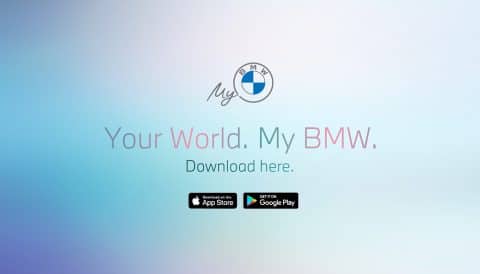 My
BMW
Your World. My BMW.
Download here.
Download on the
App Store
GET IT ON
Google Play